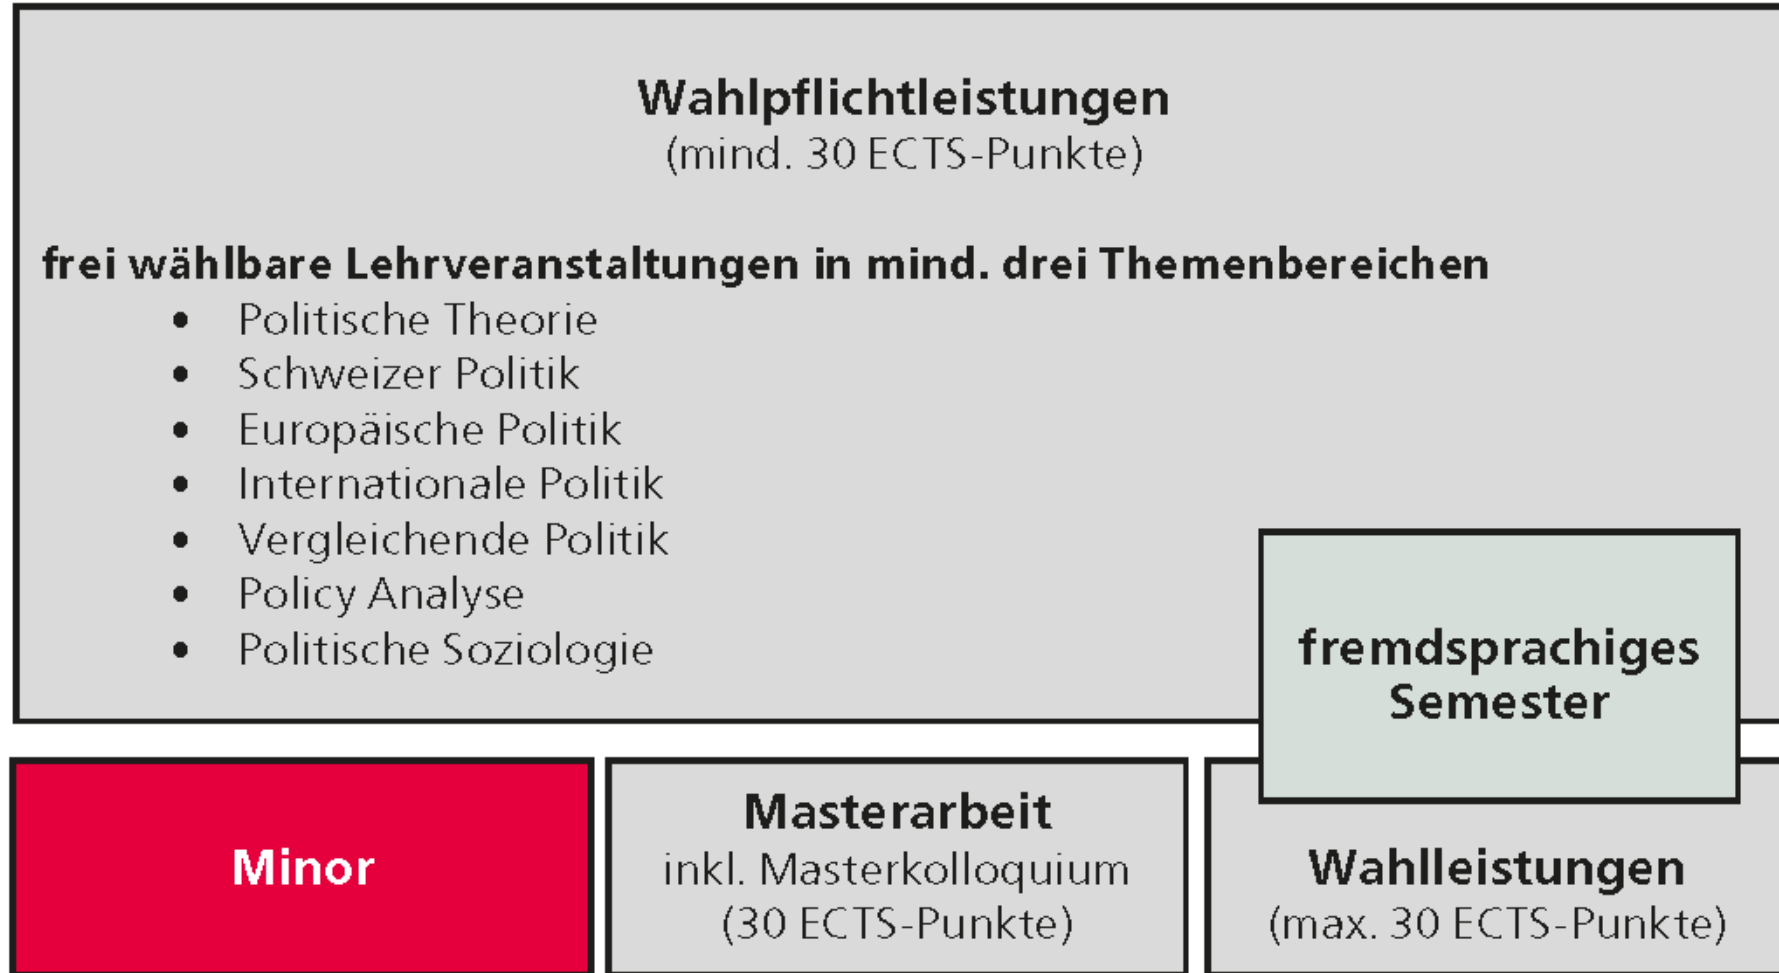 Wahlpflichtleistungen
(mind. 30 ECTS-Punkte)
frei wählbare Lehrveranstaltungen in mind. drei Themenbereichen
• Politische Theorie
• Schweizer Politik
• Europäische Politik
• Internationale Politik
• Vergleichende Politik
• Policy Analyse
• Politische Soziologie
fremdsprachiges
Semester
Minor
Masterarbeit
inkl. Masterkolloquium
(30 ECTS-Punkte)
Wahlleistungen
(max. 30 ECTS-Punkte)